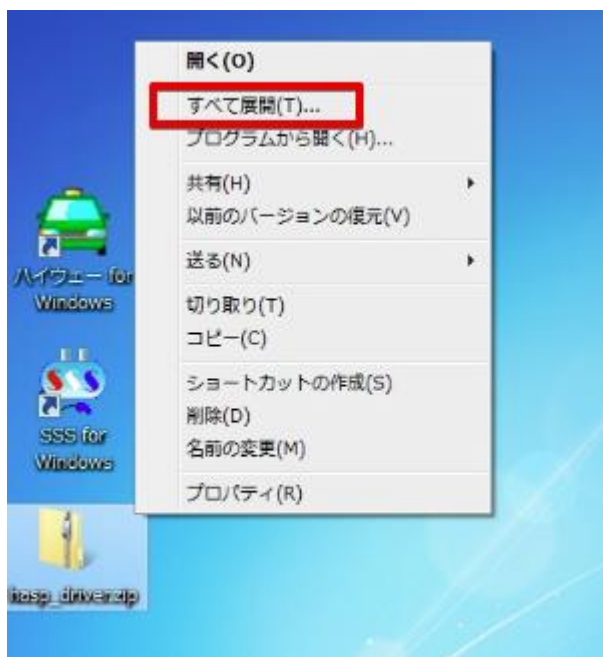 開く(O)
すべて展開(T)...
プログラムから開く(H)...
共有(H)
以前のバージョンの復元(V)
送る(N)
切り取り(T)
コピー(C)
ショートカットの作成(S)
削除(D)
名前の変更(M)
プロパティ(R)
ハイウェー for
Windows
SSS for
Windows
hasp_driver.zip